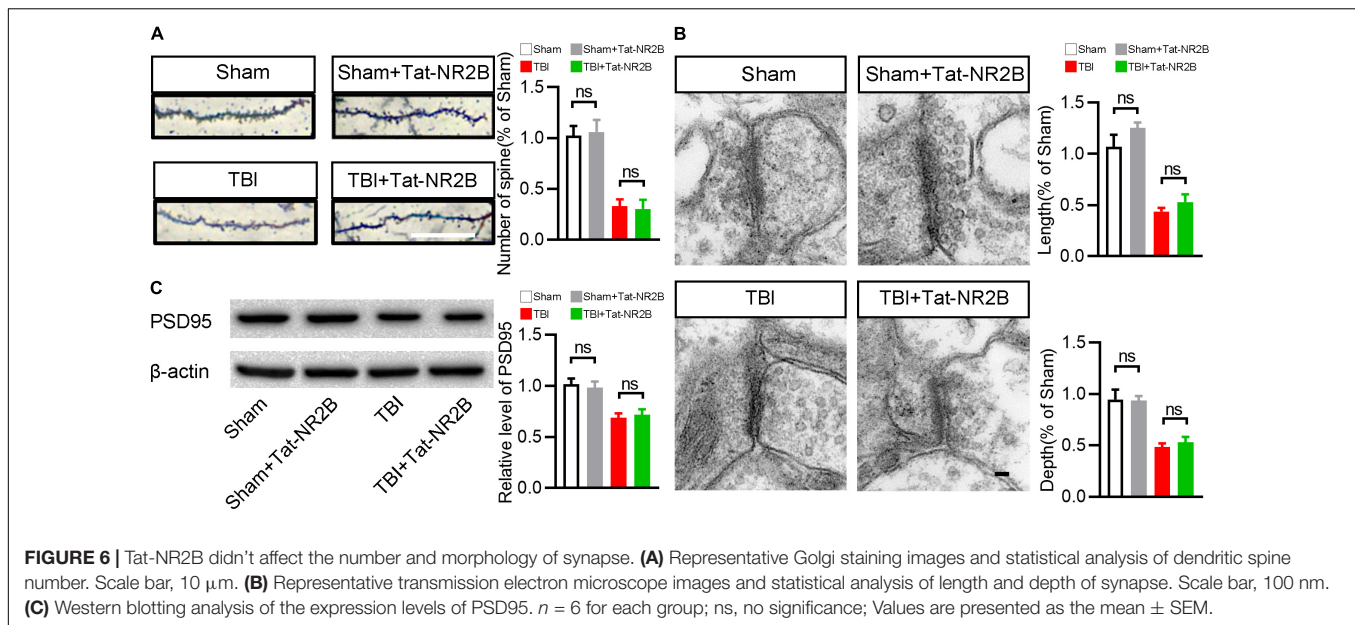 A
Sham
Sham+Tat-NR2B
TBI
TBI+Tat-NR2B
Sham Sham+Tat-NR2B
TBI TBI+Tat-NR2B
Number of spine(% of Sham)
1.5
1.0
0.5
0.0
ns
ns
B
Sham
Sham+Tat-NR2B
TBI
TBI+Tat-NR2B
Sham Sham+Tat-NR2B
TBI TBI+Tat-NR2B
Length(% of Sham)
1.5
1.0
0.5
0.0
ns
ns
Depth(% of Sham)
1.5
1.0
0.5
0.0
ns
ns
C
PSD95
β-actin
Sham
Sham+Tat-NR2B
TBI
TBI+Tat-NR2B
Sham Sham+Tat-NR2B
TBI TBI+Tat-NR2B
Relative level of PSD95
1.5
1.0
0.5
0.0
ns
ns
FIGURE 6 | Tat-NR2B didn't affect the number and morphology of synapse. (A) Representative Golgi staining images and statistical analysis of dendritic spine
number. Scale bar, 10 μm. (B) Representative transmission electron microscope images and statistical analysis of length and depth of synapse. Scale bar, 100 nm.
(C) Western blotting analysis of the expression levels of PSD95. n = 6 for each group; ns, no significance; Values are presented as the mean ± SEM.